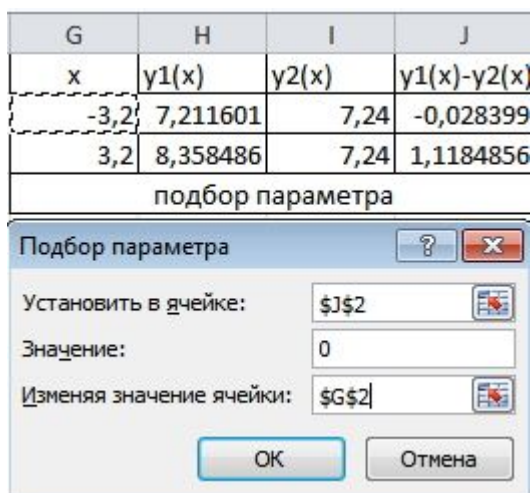 G H I J
x y1(x) y2(x) y1(x)-y2(x)
-3,2 7,211601 7,24 -0,028399
3,2 8,358486 7,24 1,1184856
подбор параметра
Подбор параметра ?
Установить в ячейке: $J$2
Значение: 0
Изменяя значение ячейки: $G$2
ОК Отмена